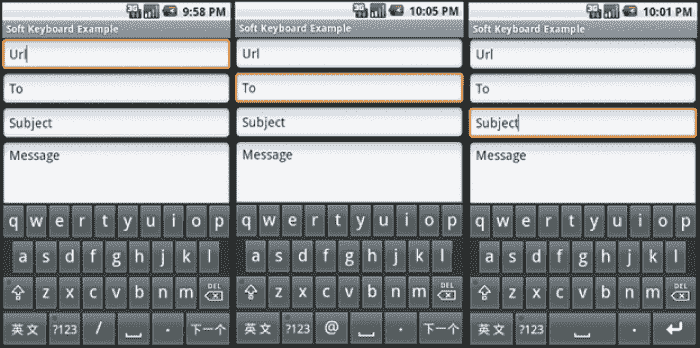 9:58 PM
Soft Keyboard Example
Url
To
Subject
Message
q w e r t y u i o p
a s d f g h j k l
z x c v b n m DEL
英文 ?123 / . 下一个
10:05 PM
Soft Keyboard Example
Url
To
Subject
Message
q w e r t y u i o p
a s d f g h j k l
z x c v b n m DEL
英文 ?123 @ . 下一个
10:01 PM
Soft Keyboard Example
Url
To
Subject
Message
q w e r t y u i o p
a s d f g h j k l
z x c v b n m DEL
英文 ?123 .